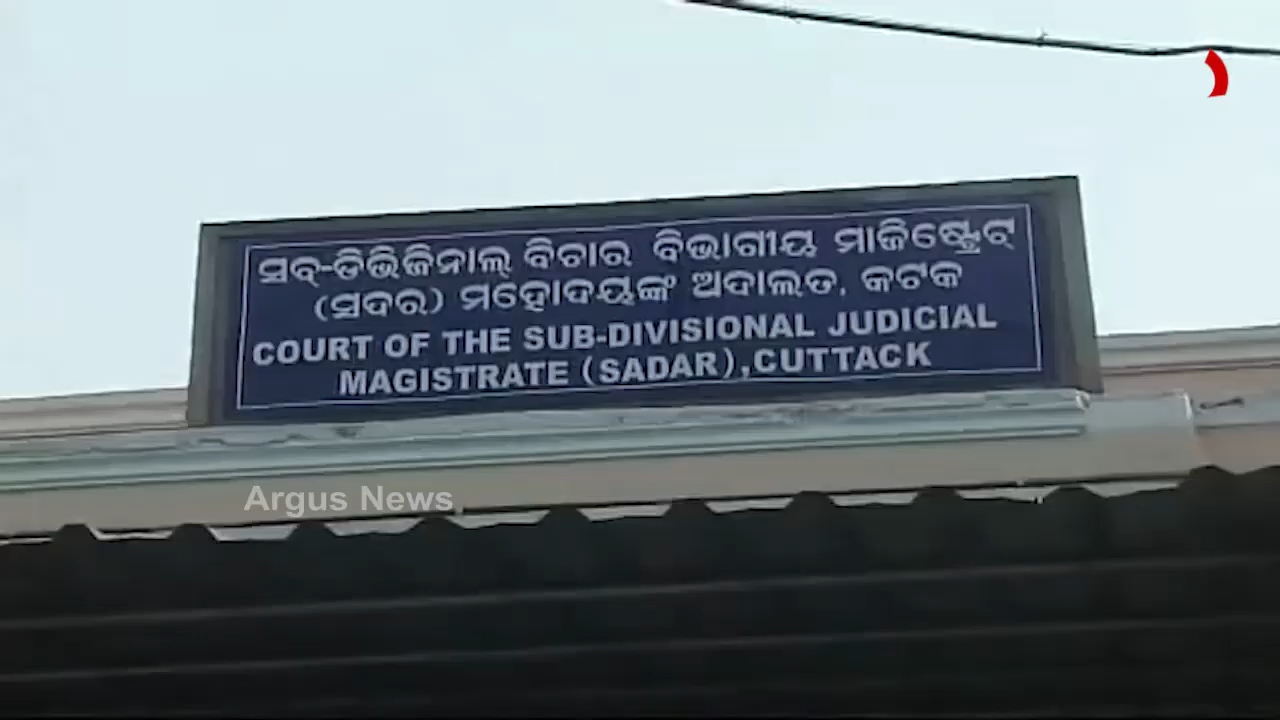 ସବ୍-ଡିଭିଜିନାଲ୍ ବିଚାର ବିଭାଗୀୟ ମାଜିଷ୍ଟ୍ରେଟ୍
(ସଦର) ମହୋଦୟଙ୍କ ଅଦାଲତ, କଟକ
COURT OF THE SUB-DIVISIONAL JUDICIAL
MAGISTRATE (SADAR),CUTTACK
Argus News